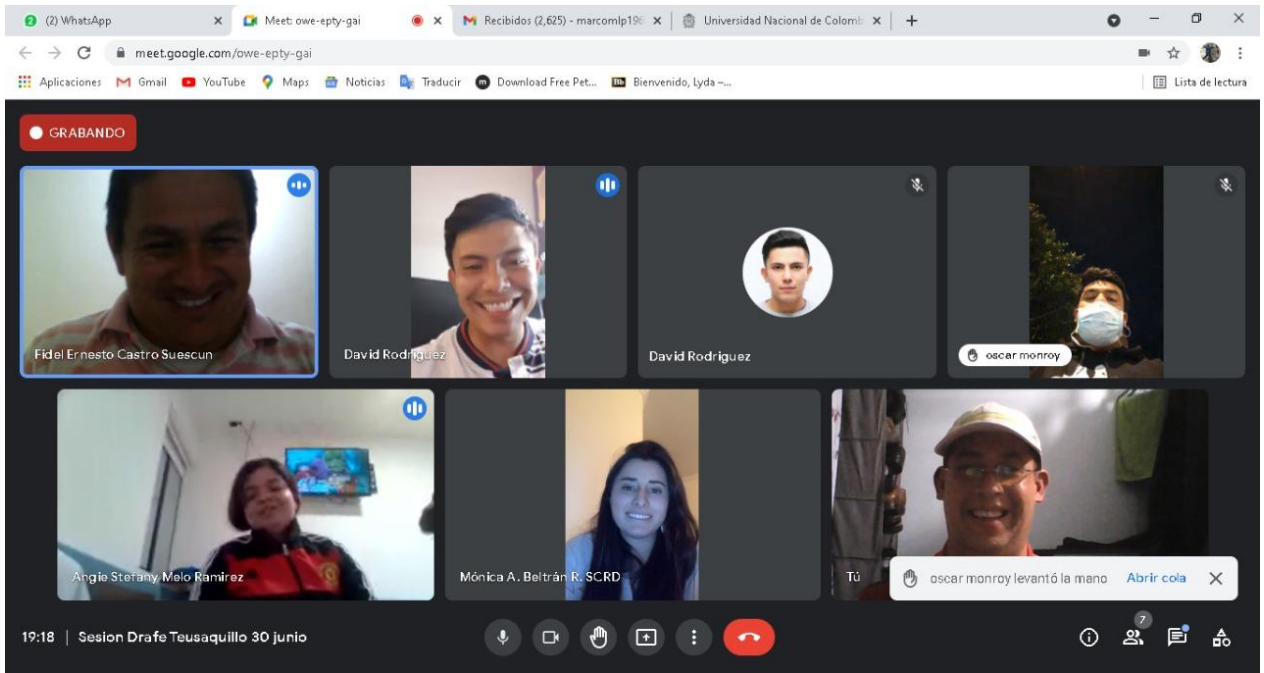 (2) WhatsApp
Meet: owe-epty-gai
Recibidos (2,625) - marcomlp198
Universidad Nacional de Colomb
meet.google.com/owe-epty-gai
Aplicaciones
Gmail
YouTube
Maps
Noticias
Traducir
Download Free Pet...
Bienvenido, Lyda –...
Lista de lectura
GRABANDO
Fidel Ernesto Castro Suescun
David Rodriguez
David Rodriguez
oscar monroy
Angie Stefany Melo Ramirez
Mónica A. Beltrán R. SCRD
Tú
oscar monroy levantó la mano
Abrir cola
19:18 | Sesion Drafe Teusaquillo 30 junio
7